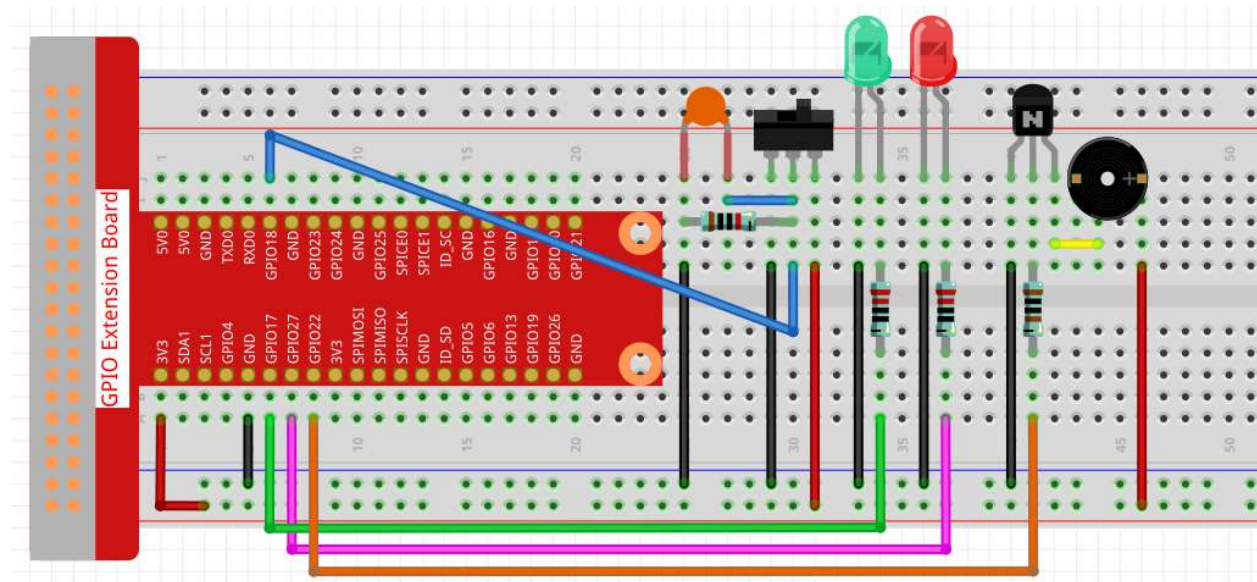 1
5
10
15
20
35
50
J
5V0
5V0
GND
TXD0
RXD0
GPIO18
GND
GPIO23
GPIO24
GND
GPIO25
SPICE0
SPICE1
ID_SC
GND
GPIO16
GND
GPIO21
GPIO Extension Board
3V3
SDA1
SCL1
GPIO4
GND
GPIO17
GPIO27
GPIO22
3V3
SPIMOSI
SPIMISO
SPISCLK
GND
ID_SD
GPIO5
GPIO6
GPIO13
GPIO19
GPIO26
GND
B
A
10
15
20
30
35
45
50
N
+